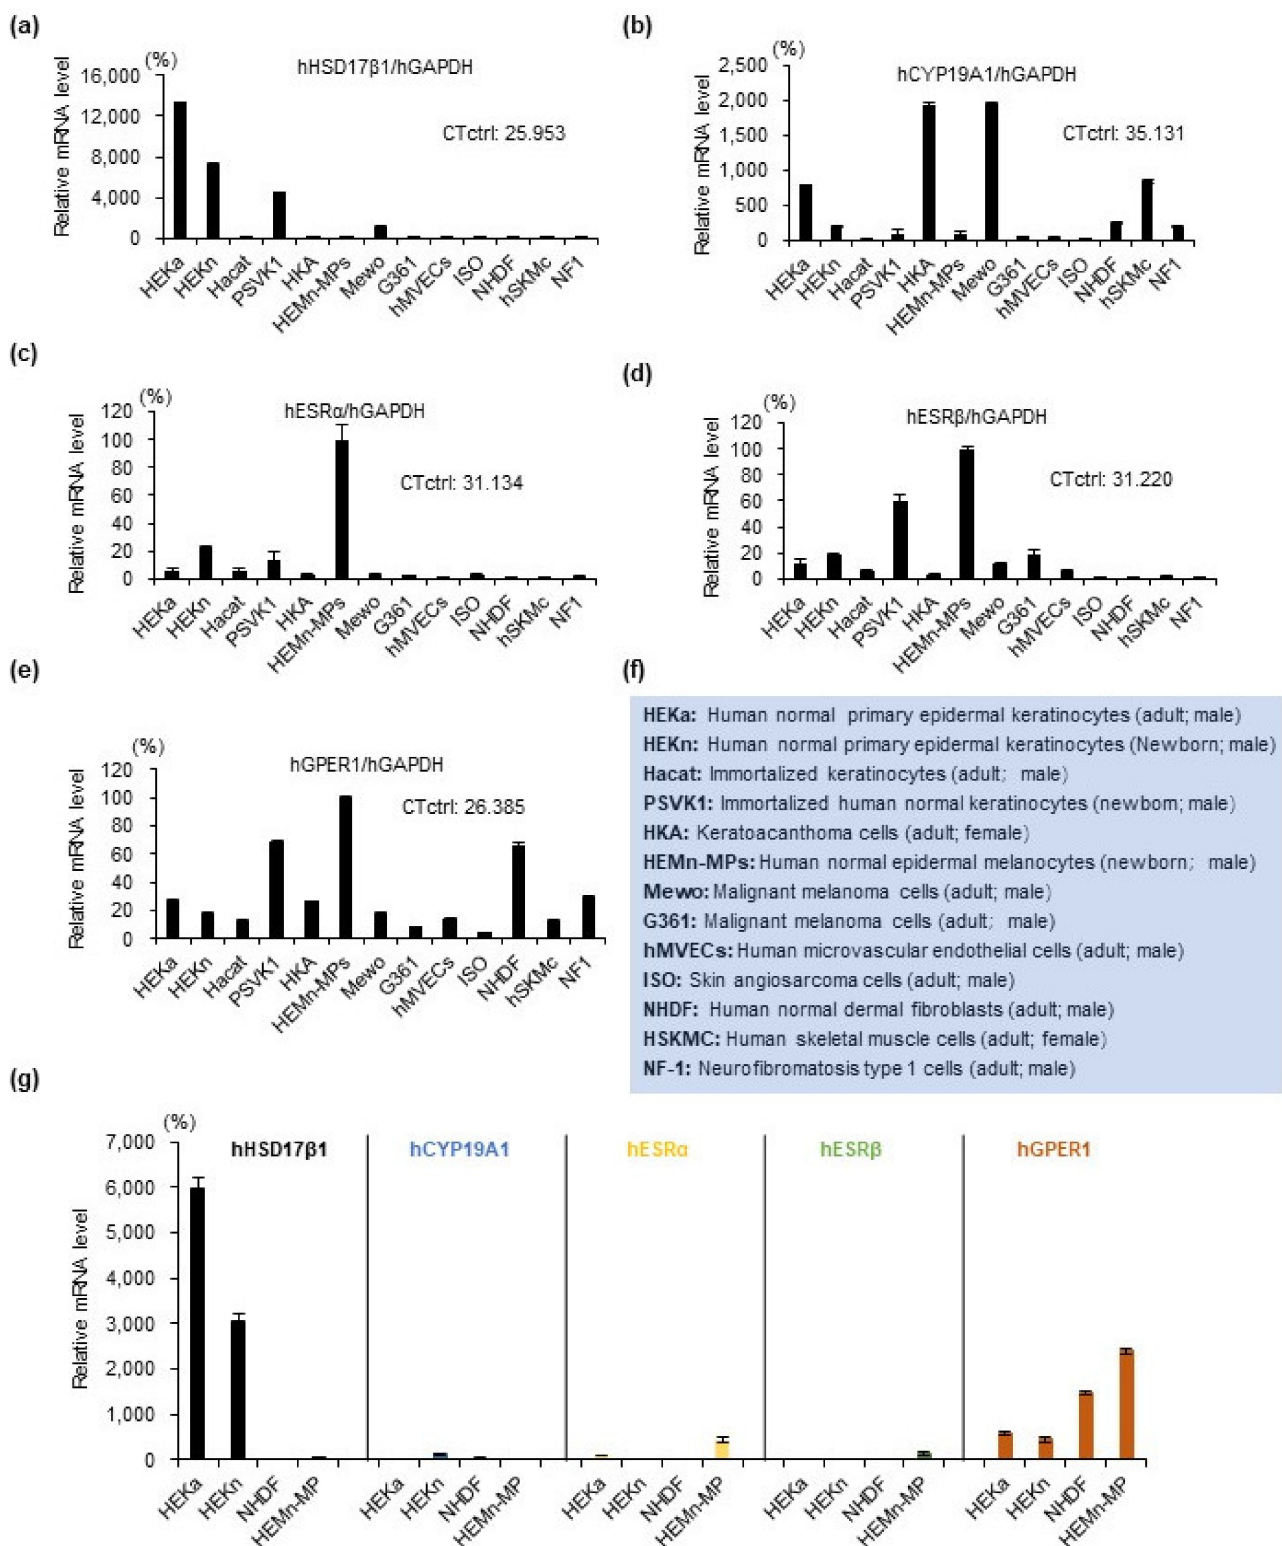 (a)
(%)
hHSD17β1/hGAPDH
CTctrl: 25.953
Relative mRNA level
16,000
12,000
8,000
4,000
0
HEKa
HEKn
Hacat
PSVK1
HKA
HEMn-MPs
Mewo
G361
hMVECs
ISO
NHDF
hSKMc
NF1
(b)
(%)
hCYP19A1/hGAPDH
CTctrl: 35.131
Relative mRNA level
2,500
2,000
1,500
1,000
500
0
HEKa
HEKn
Hacat
PSVK1
HKA
HEMn-MPs
Mewo
G361
hMVECs
ISO
NHDF
hSKMc
NF1
(c)
(%)
hESRα/hGAPDH
CTctrl: 31.134
Relative mRNA level
120
100
80
60
40
20
0
HEKa
HEKn
Hacat
PSVK1
HKA
HEMn-MPs
Mewo
G361
hMVECs
ISO
NHDF
hSKMc
NF1
(d)
(%)
hESRβ/hGAPDH
CTctrl: 31.220
Relative mRNA level
120
100
80
60
40
20
0
HEKa
HEKn
Hacat
PSVK1
HKA
HEMn-MPs
Mewo
G361
hMVECs
ISO
NHDF
hSKMc
NF1
(e)
(%)
hGPER1/hGAPDH
CTctrl: 26.385
Relative mRNA level
120
100
80
60
40
20
0
HEKa
HEKn
Hacat
PSVK1
HKA
HEMn-MPs
Mewo
G361
hMVECs
ISO
NHDF
hSKMc
NF1
(f)
HEKa: Human normal primary epidermal keratinocytes (adult; male)
HEKn: Human normal primary epidermal keratinocytes (Newborn; male)
Hacat: Immortalized keratinocytes (adult; male)
PSVK1: Immortalized human normal keratinocytes (newborn; male)
HKA: Keratoacanthoma cells (adult; female)
HEMn-MPs: Human normal epidermal melanocytes (newborn; male)
Mewo: Malignant melanoma cells (adult; male)
G361: Malignant melanoma cells (adult; male)
hMVECs: Human microvascular endothelial cells (adult; male)
ISO: Skin angiosarcoma cells (adult; male)
NHDF: Human normal dermal fibroblasts (adult; male)
HSKMC: Human skeletal muscle cells (adult; female)
NF-1: Neurofibromatosis type 1 cells (adult; male)
(g)
(%)
Relative mRNA level
7,000
6,000
5,000
4,000
3,000
2,000
1,000
0
hHSD17β1
hCYP19A1
hESRα
hESRβ
hGPER1
HEKa
HEKn
NHDF
HEMn-MP
HEKa
HEKn
NHDF
HEMn-MP
HEKa
HEKn
NHDF
HEMn-MP
HEKa
HEKn
NHDF
HEMn-MP
HEKa
HEKn
NHDF
HEMn-MP